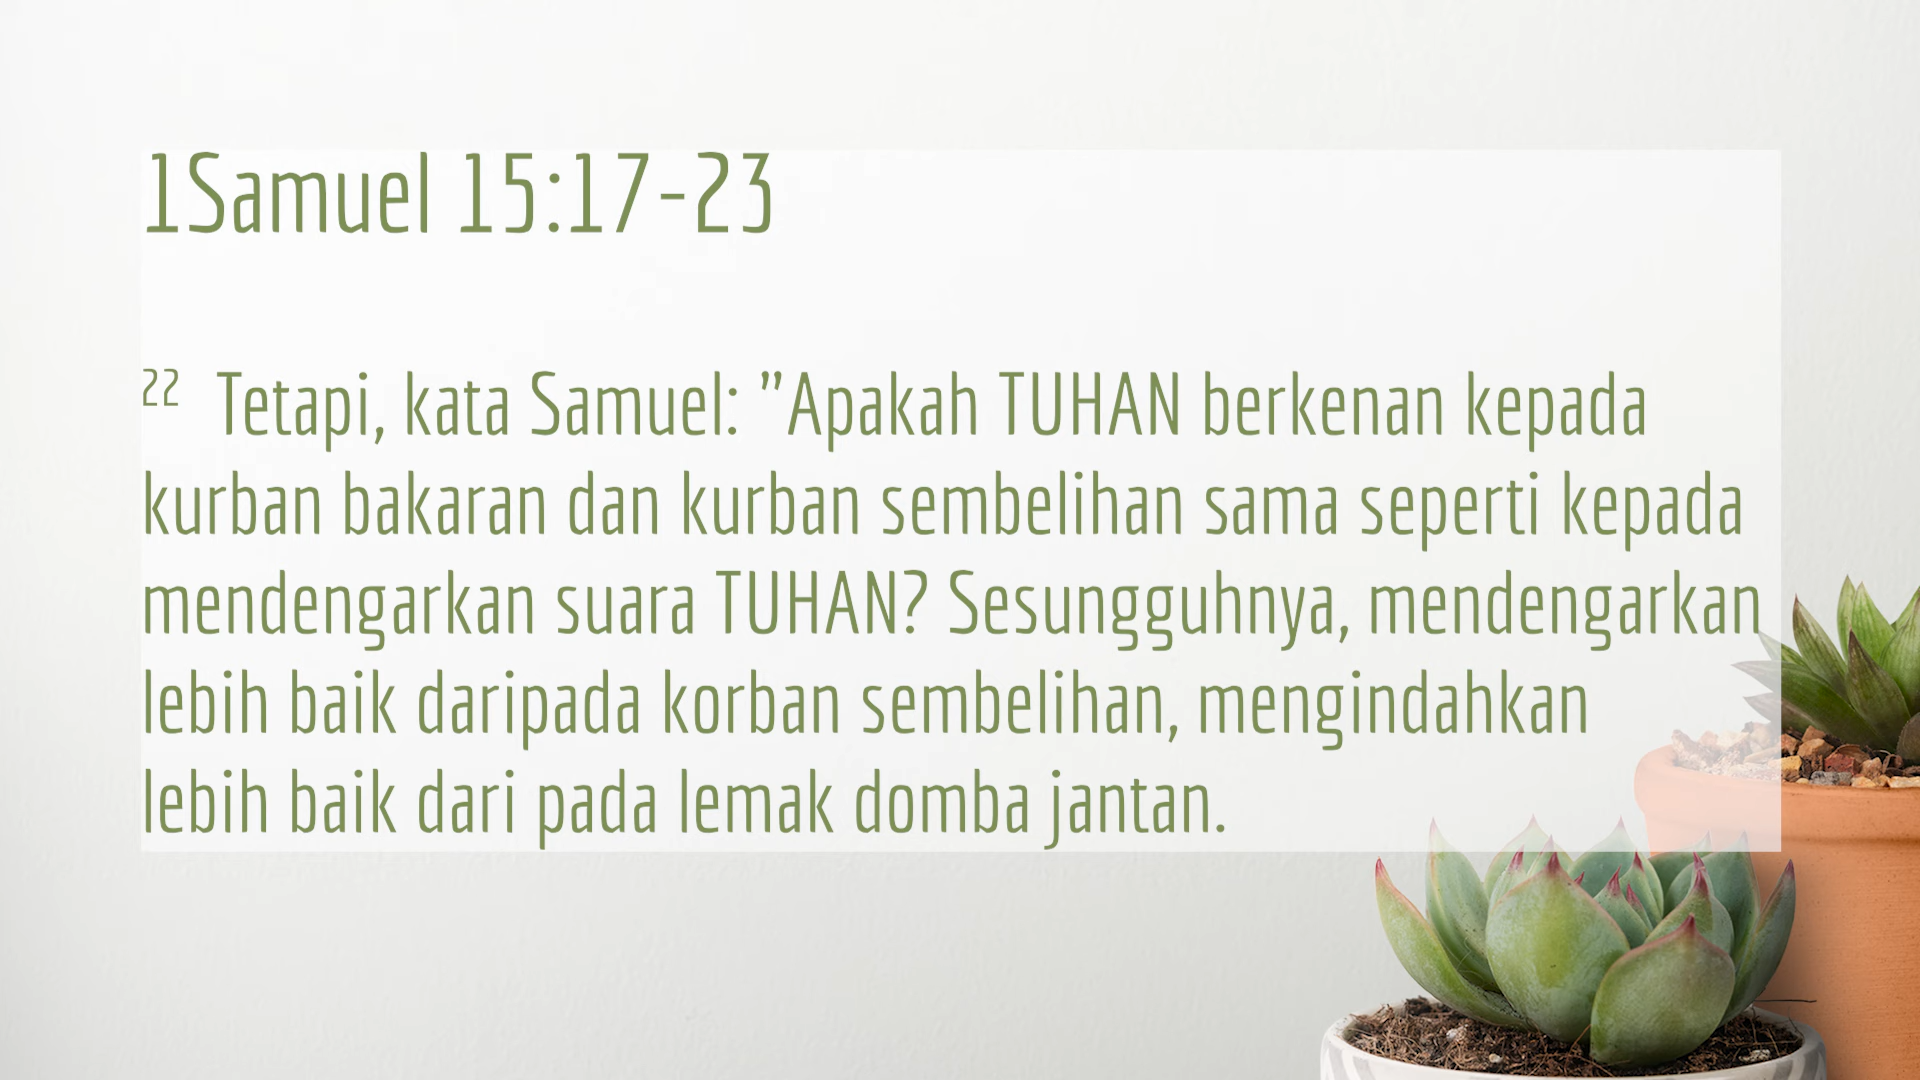 1Samuel 15:17-23
22 Tetapi, kata Samuel: ”Apakah TUHAN berkenan kepada
kurban bakaran dan kurban sembelihan sama seperti kepada
mendengarkan suara TUHAN? Sesungguhnya, mendengarkan
lebih baik daripada korban sembelihan, mengindahkan
lebih baik dari pada lemak domba jantan.